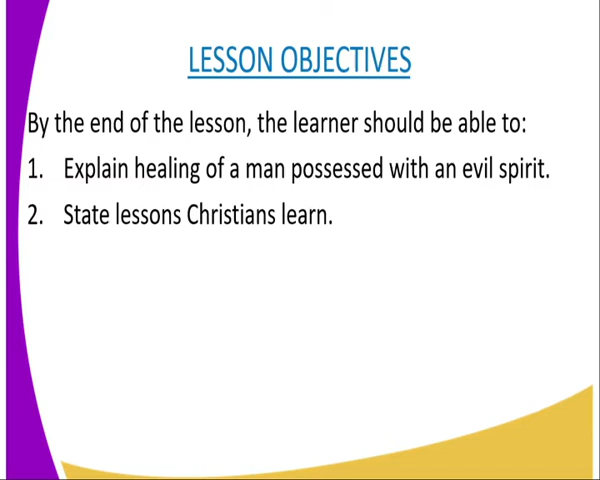 LESSON OBJECTIVES
By the end of the lesson, the learner should be able to:
1. Explain healing of a man possessed with an evil spirit.
2. State lessons Christians learn.